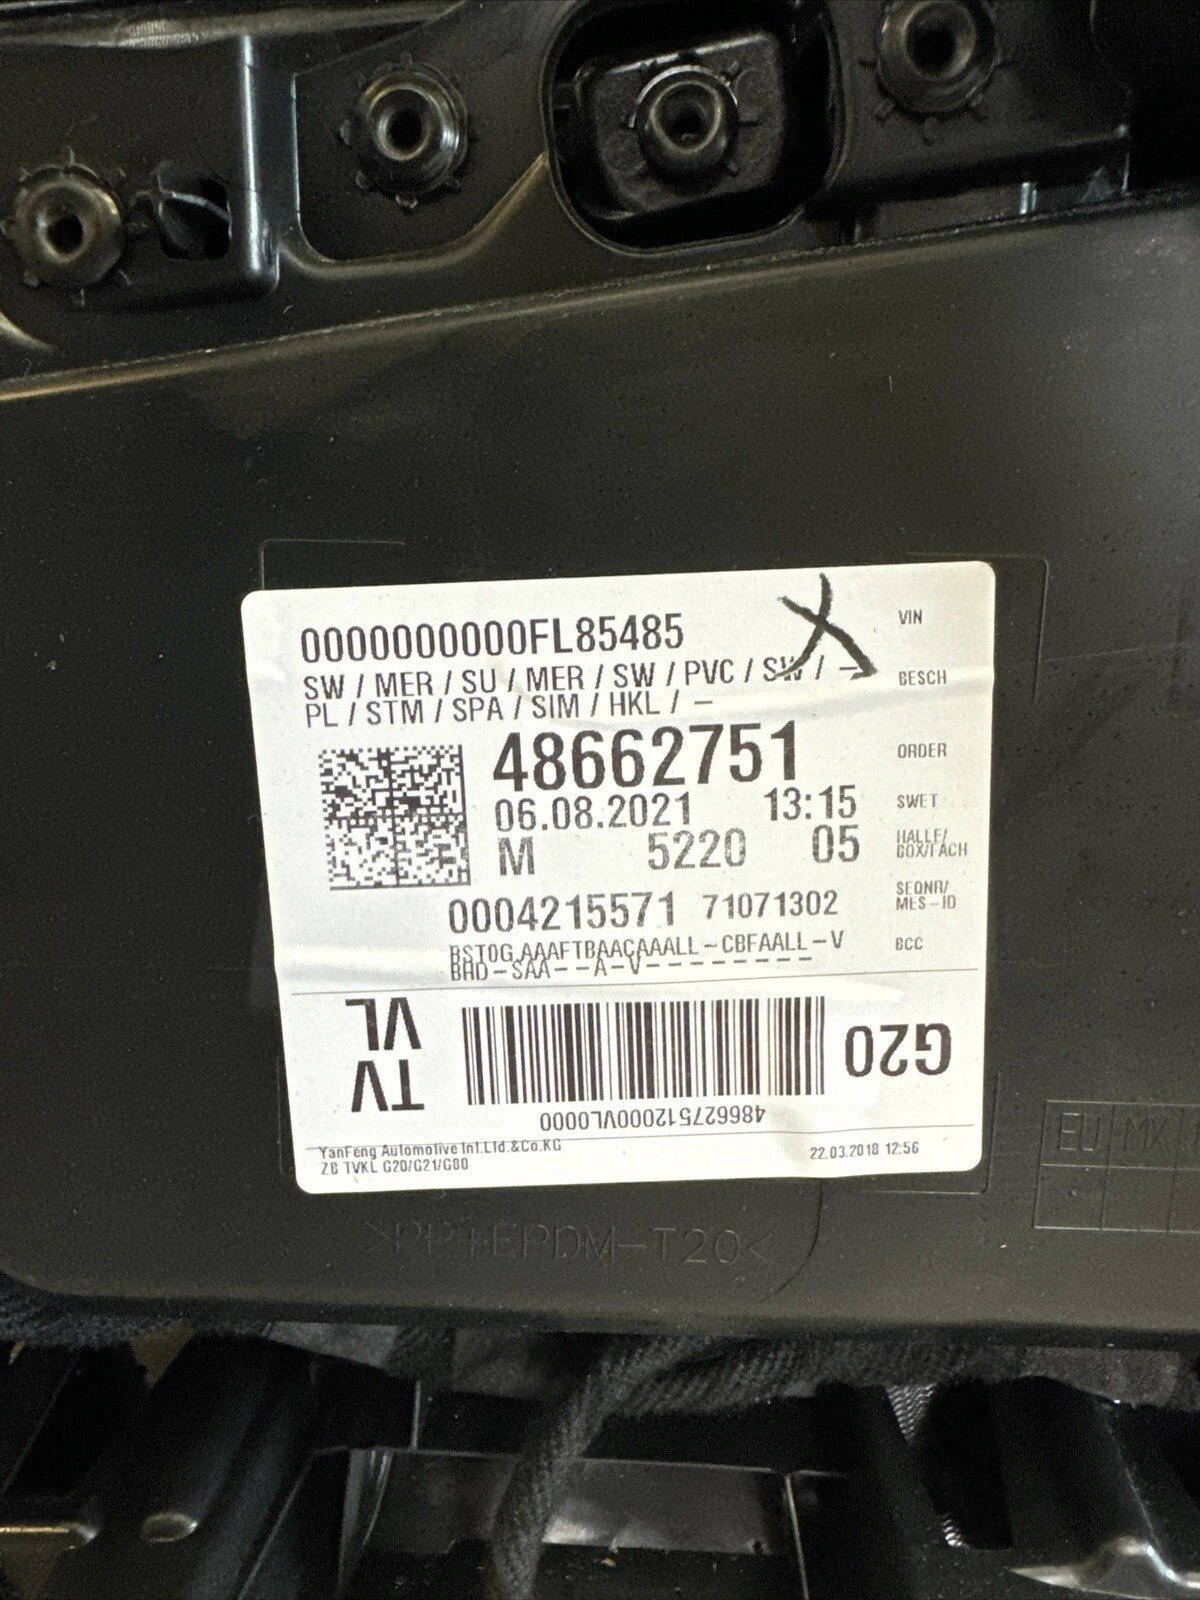 0000000000FL85485
VIN
SW / MER / SU / MER / SW / PVC / SW / –
BESCH
PL / STM / SPA / SIM / HKL / –
48662751
ORDER
06.08.2021 13:15
SWET
M 5220 05
HALLE/
BOX/FACH
0004215571 71071302
SEQNR/
MES-ID
BST0G,AAAFTBAACAAALL-CBFAALL-V
BCC
BHD-SAA--A-V---------
TV
VL
486627512000VL0000
G20
YanFeng Automotive Int.Ltd.&Co.KG
22.03.2018 12:56
ZB TVKL G20/G21/G80
EU MX
>PP+EPDM-T20<